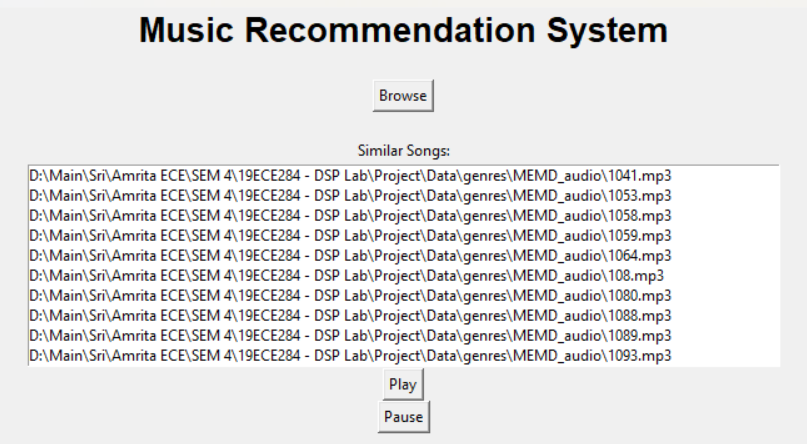 Music Recommendation System
Browse
Similar Songs:
D:\Main\Sri\Amrita ECE\SEM 4\19ECE284 - DSP Lab\Project\Data\genres\MEMD_audio\1041.mp3
D:\Main\Sri\Amrita ECE\SEM 4\19ECE284 - DSP Lab\Project\Data\genres\MEMD_audio\1053.mp3
D:\Main\Sri\Amrita ECE\SEM 4\19ECE284 - DSP Lab\Project\Data\genres\MEMD_audio\1058.mp3
D:\Main\Sri\Amrita ECE\SEM 4\19ECE284 - DSP Lab\Project\Data\genres\MEMD_audio\1059.mp3
D:\Main\Sri\Amrita ECE\SEM 4\19ECE284 - DSP Lab\Project\Data\genres\MEMD_audio\1064.mp3
D:\Main\Sri\Amrita ECE\SEM 4\19ECE284 - DSP Lab\Project\Data\genres\MEMD_audio\108.mp3
D:\Main\Sri\Amrita ECE\SEM 4\19ECE284 - DSP Lab\Project\Data\genres\MEMD_audio\1080.mp3
D:\Main\Sri\Amrita ECE\SEM 4\19ECE284 - DSP Lab\Project\Data\genres\MEMD_audio\1088.mp3
D:\Main\Sri\Amrita ECE\SEM 4\19ECE284 - DSP Lab\Project\Data\genres\MEMD_audio\1089.mp3
D:\Main\Sri\Amrita ECE\SEM 4\19ECE284 - DSP Lab\Project\Data\genres\MEMD_audio\1093.mp3
Play
Pause